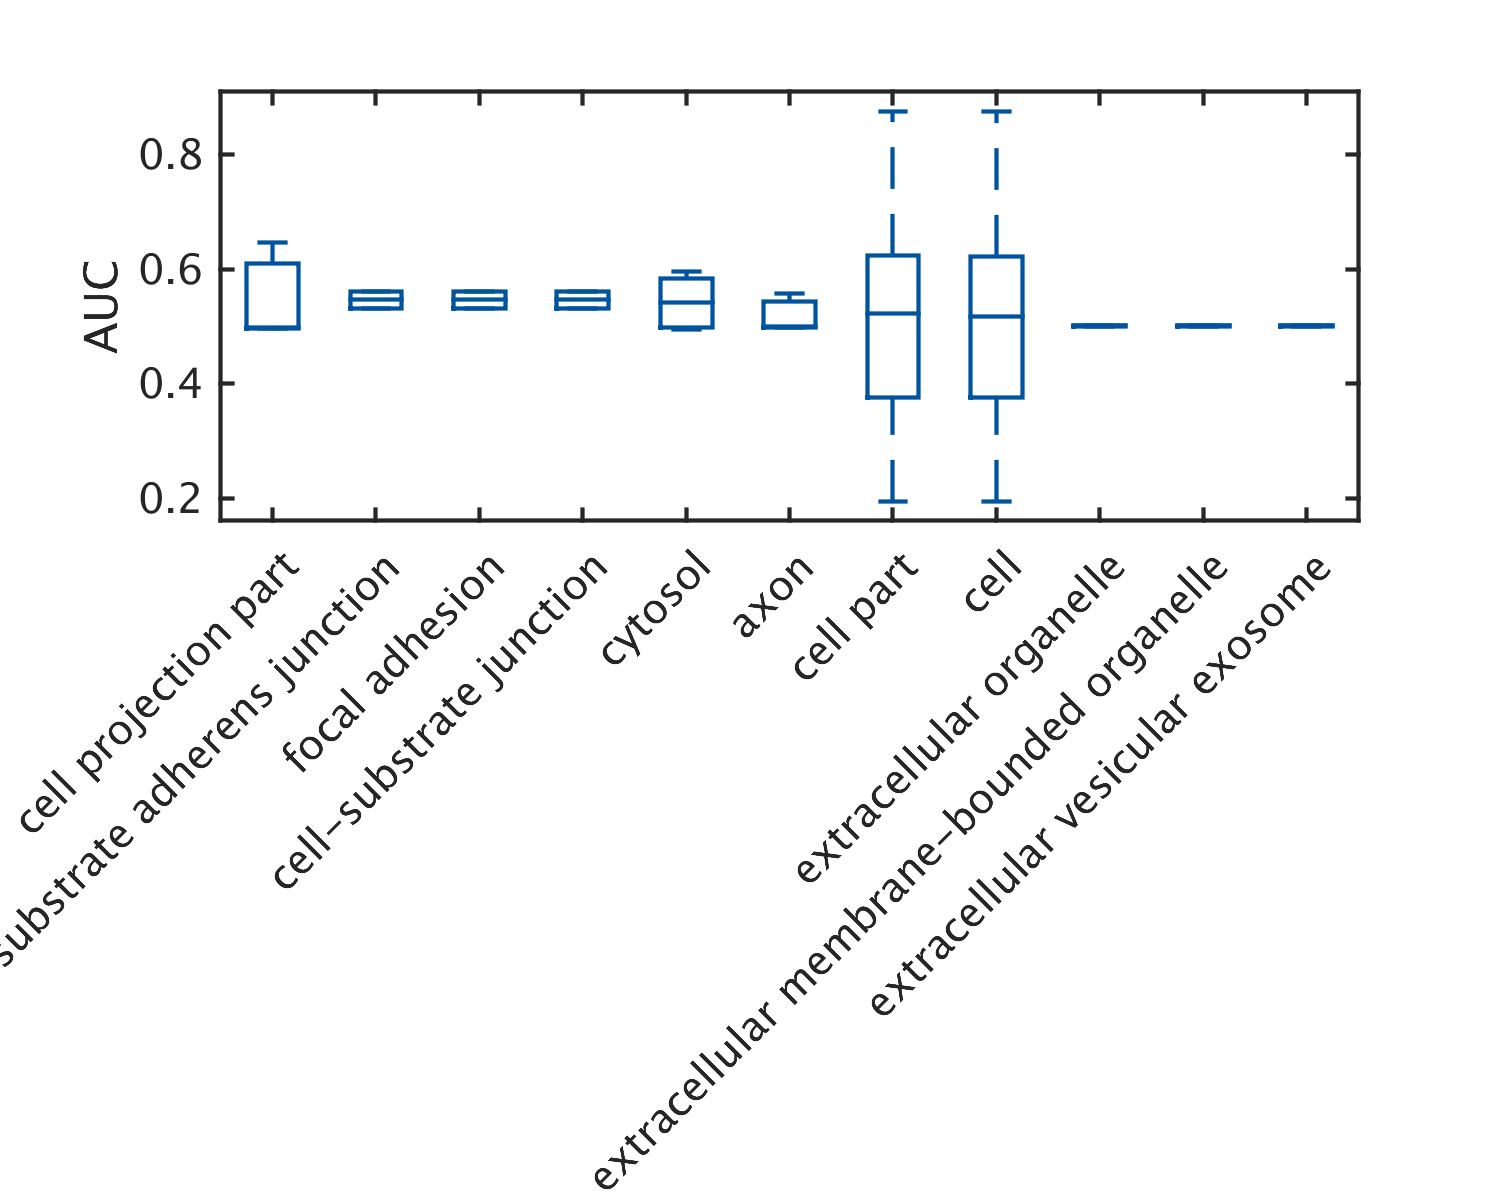 AUC
0.8
0.6
0.4
0.2
cell projection part
substrate adherens junction
focal adhesion
cell–substrate junction
cytosol
axon
cell part
cell
extracellular organelle
extracellular membrane–bounded organelle
extracellular vesicular exosome